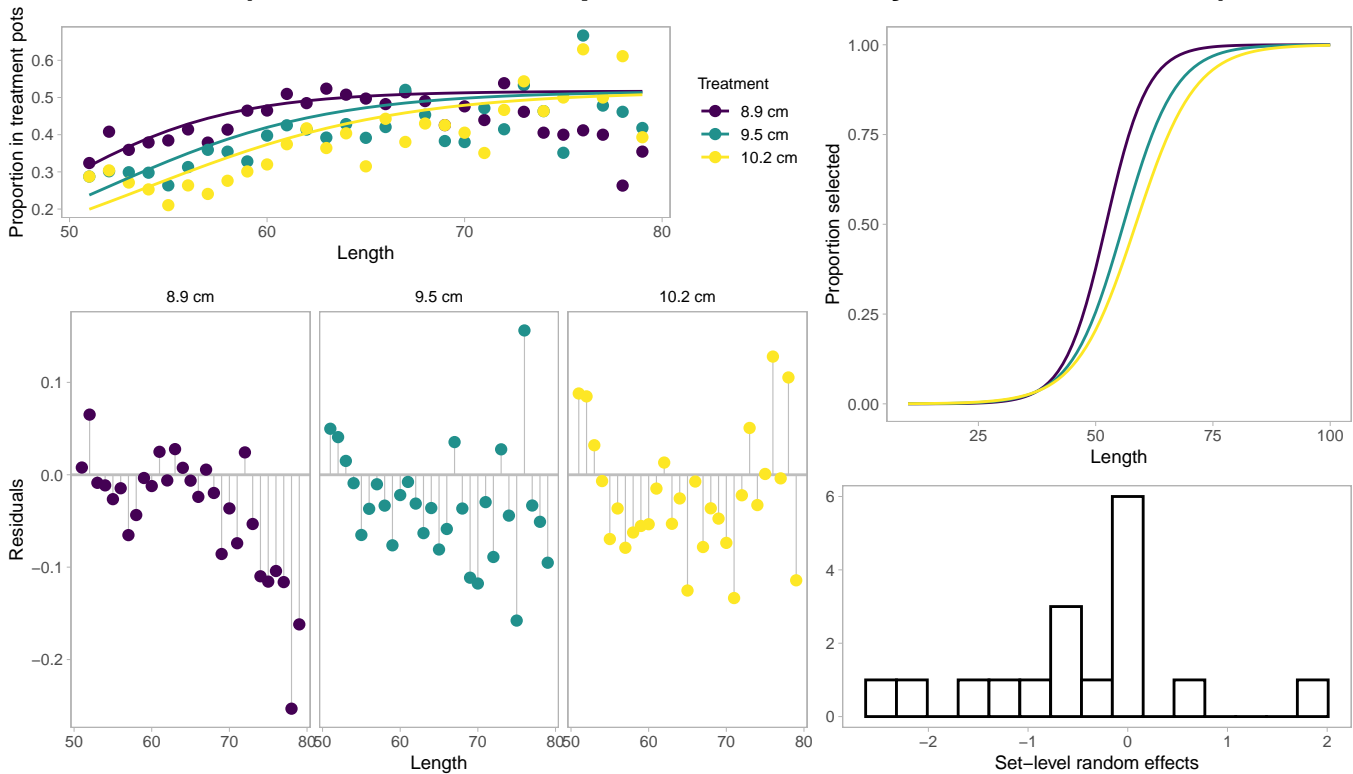 Proportion in treatment pots
0.6
0.5
0.4
0.3
0.2
50 60 70 80
Length
Treatment
8.9 cm
9.5 cm
10.2 cm
Proportion selected
1.00
0.75
0.50
0.25
0.00
25 50 75 100
Length
8.9 cm 9.5 cm 10.2 cm
Residuals
0.1
0.0
−0.1
−0.2
50 60 70 80 50 60 70 80 50 60 70 80
Length
6
4
2
0
−2 −1 0 1 2
Set−level random effects